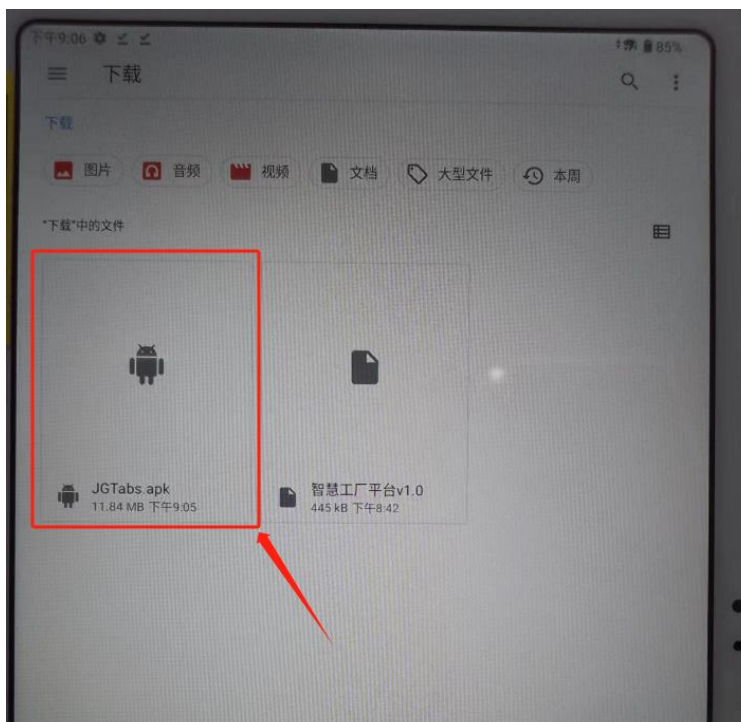 下午9:06
85%
下载
下载
图片
音频
视频
文档
大型文件
本周
"下载"中的文件
JGTabs.apk
11.84 MB 下午9:05
智慧工厂平台v1.0
445 kB 下午8:42